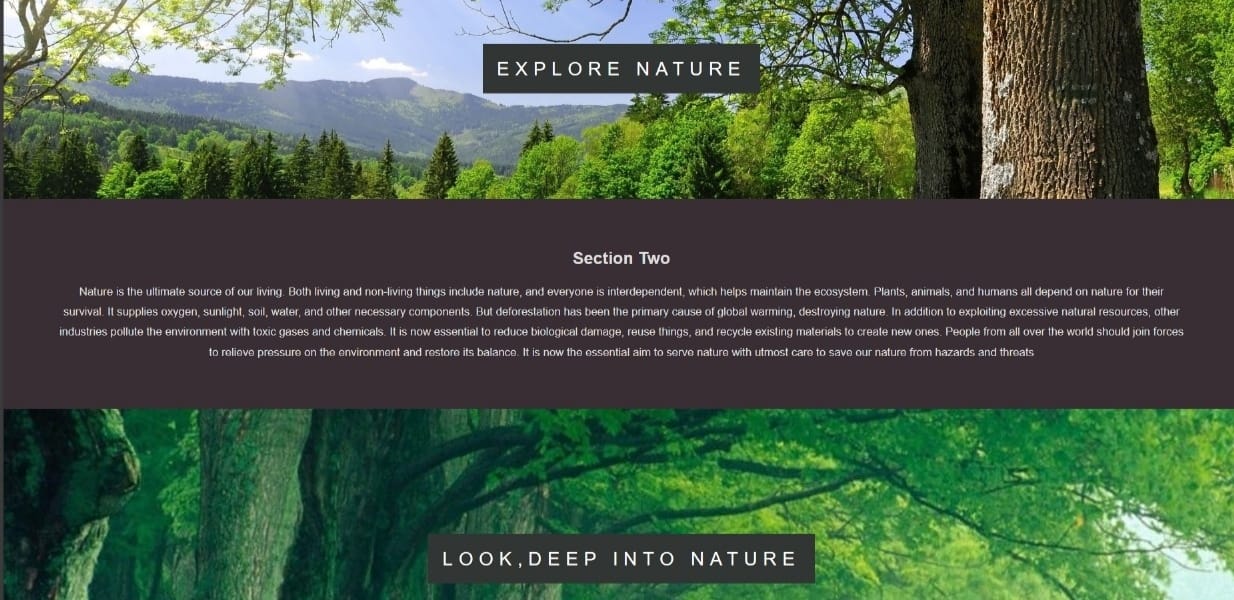 EXPLORE NATURE
Section Two
Nature is the ultimate source of our living. Both living and non-living things include nature, and everyone is interdependent, which helps maintain the ecosystem. Plants, animals, and humans all depend on nature for their
survival. It supplies oxygen, sunlight, soil, water, and other necessary components. But deforestation has been the primary cause of global warming, destroying nature. In addition to exploiting excessive natural resources, other
industries pollute the environment with toxic gases and chemicals. It is now essential to reduce biological damage, reuse things, and recycle existing materials to create new ones. People from all over the world should join forces
to relieve pressure on the environment and restore its balance. It is now the essential aim to serve nature with utmost care to save our nature from hazards and threats
LOOK,DEEP INTO NATURE